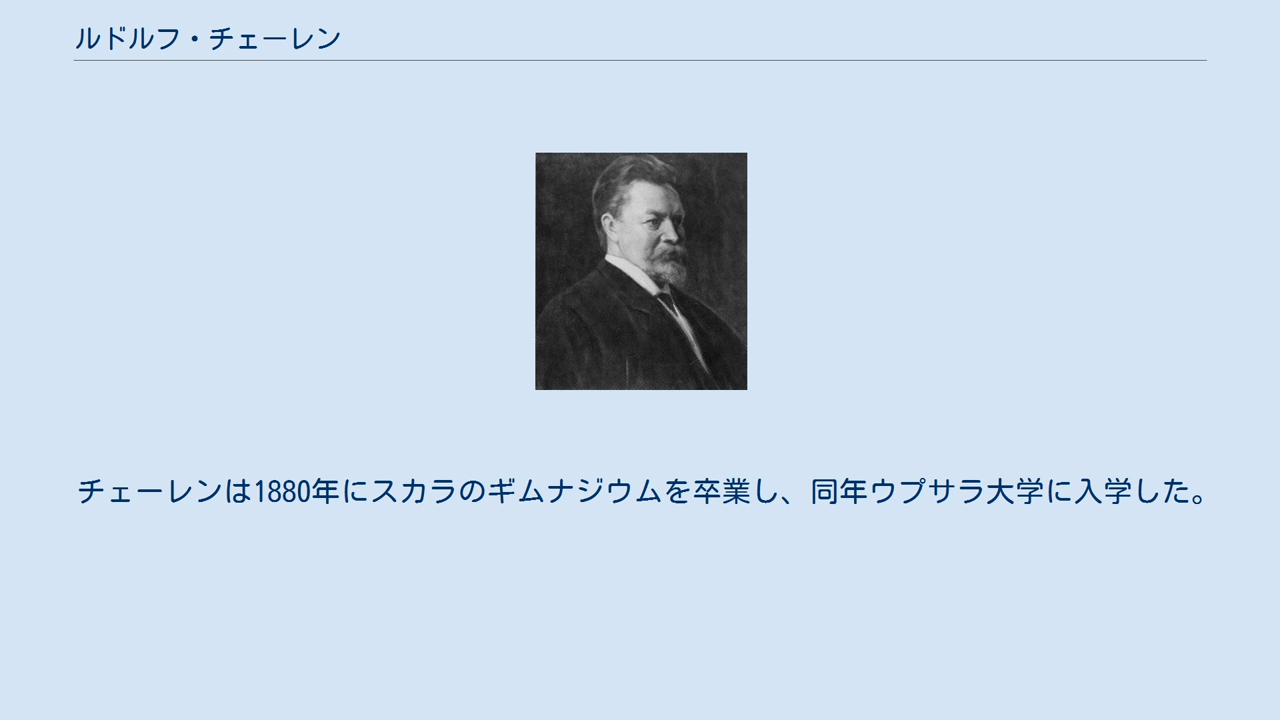 ルドルフ・チェーレン
チェーレンは1880年にスカラのギムナジウムを卒業し、同年ウプサラ大学に入学した。